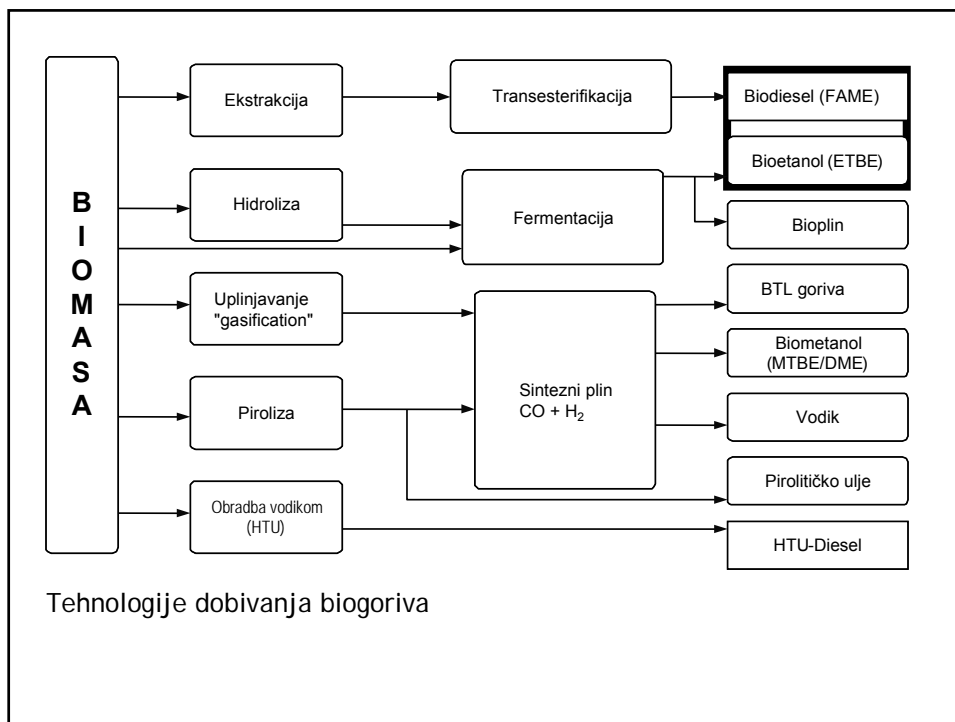 BIOMASA
Ekstrakcija
Transesterifikacija
Biodiesel (FAME)
Bioetanol (ETBE)
Hidroliza
Fermentacija
Bioplin
Uplinjavanje
"gasification"
BTL goriva
Biometanol
(MTBE/DME)
Sintezni plin
CO + H₂
Piroliza
Vodik
Pirolitičko ulje
Obradba vodikom
(HTU)
HTU-Diesel
Tehnologije dobivanja biogoriva